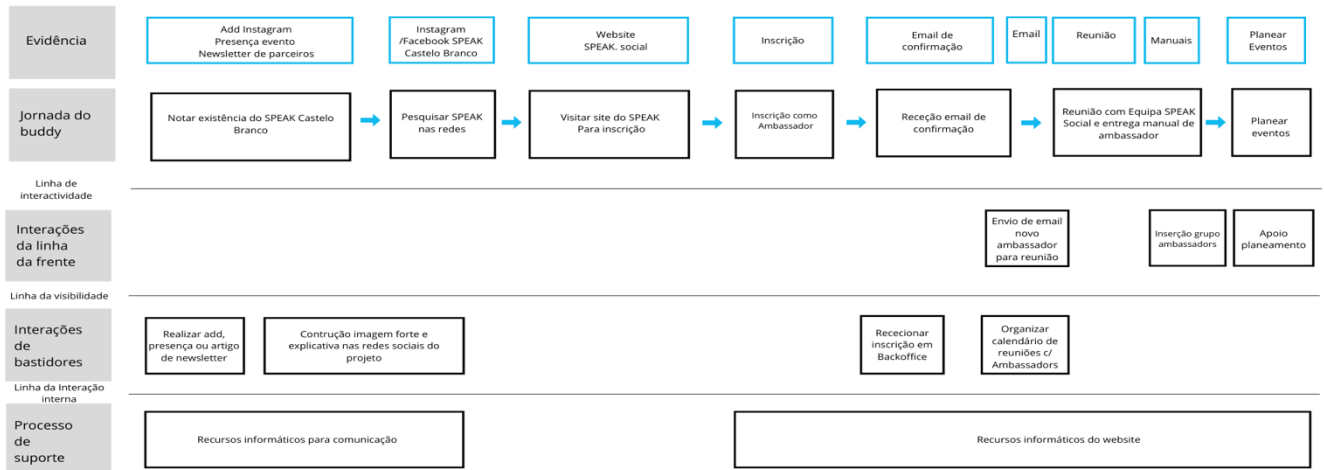 Evidência
Add Instagram
Presença evento
Newsletter de parceiros
Instagram
/Facebook SPEAK
Castelo Branco
Website
SPEAK. social
Inscrição
Email de
confirmação
Email
Reunião
Manuais
Planear
Eventos
Jornada do
buddy
Notar existência do SPEAK Castelo
Branco
Pesquisar SPEAK
nas redes
Visitar site do SPEAK
Para inscrição
Inscrição como
Ambassador
Receção email de
confirmação
Reunião com Equipa SPEAK
Social e entrega manual de
ambassador
Planear
eventos
Linha de
interactividade
Interações
da linha
da frente
Envio de email
novo
ambassador
para reunião
Inserção grupo
ambassadors
Apoio
planeamento
Linha da visibilidade
Interações
de
bastidores
Realizar add,
presença ou artigo
de newsletter
Contrução imagem forte e
explicativa nas redes sociais do
projeto
Rececionar
inscrição em
Backoffice
Organizar
calendário de
reuniões c/
Ambassadors
Linha da Interação
interna
Processo
de
suporte
Recursos informáticos para comunicação
Recursos informáticos do website